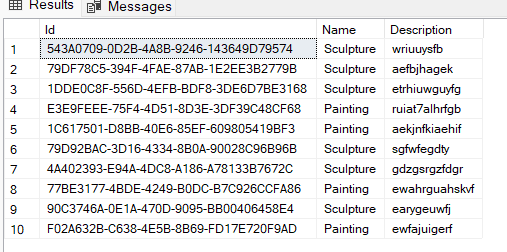 Results Messages
Id Name Description
1 543A0709-0D2B-4A8B-9246-143649D79574 Sculpture wriuuysfb
2 79DF78C5-394F-4FAE-87AB-1E2EE3B2779B Sculpture aefbjhagek
3 1DDE0C8F-556D-4EFB-BDF8-3DE6D7BE3168 Sculpture etrhiuwguyfg
4 E3E9FEEE-75F4-4D51-8D3E-3DF39C48CF68 Painting ruiat7alhrfgb
5 1C617501-D8BB-40E6-85EF-609805419BF3 Painting aekjnfkiaehif
6 79D92BAC-3D16-4334-8B0A-90028C96B96B Sculpture sgfwfegdty
7 4A402393-E94A-4DC8-A186-A78133B7672C Sculpture gdzgsrgzfdgr
8 77BE3177-4BDE-4249-B0DC-B7C926CCFA86 Painting ewahrguahskvf
9 90C3746A-0E1A-470D-9095-BB00406458E4 Sculpture earygeuwfj
10 F02A632B-C638-4E5B-8B69-FD17E720F9AD Painting ewfajuigerf